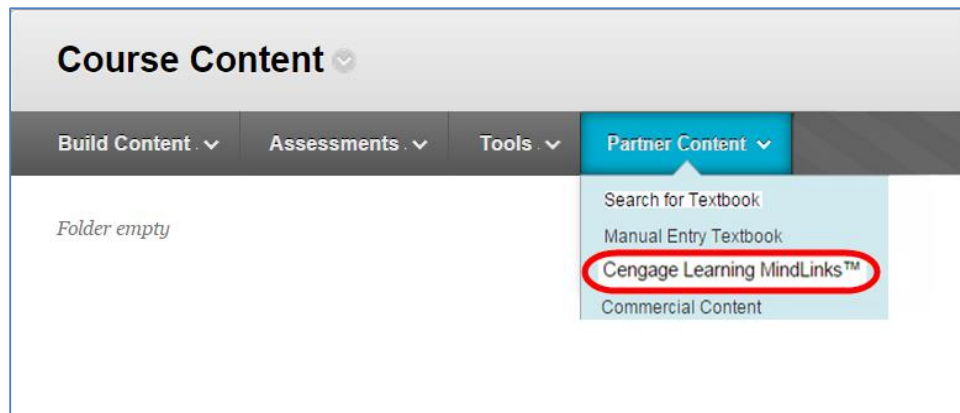 Course Content
Build Content Assessments Tools Partner Content
Search for Textbook
Folder empty
Manual Entry Textbook
Cengage Learning MindLinks™
Commercial Content